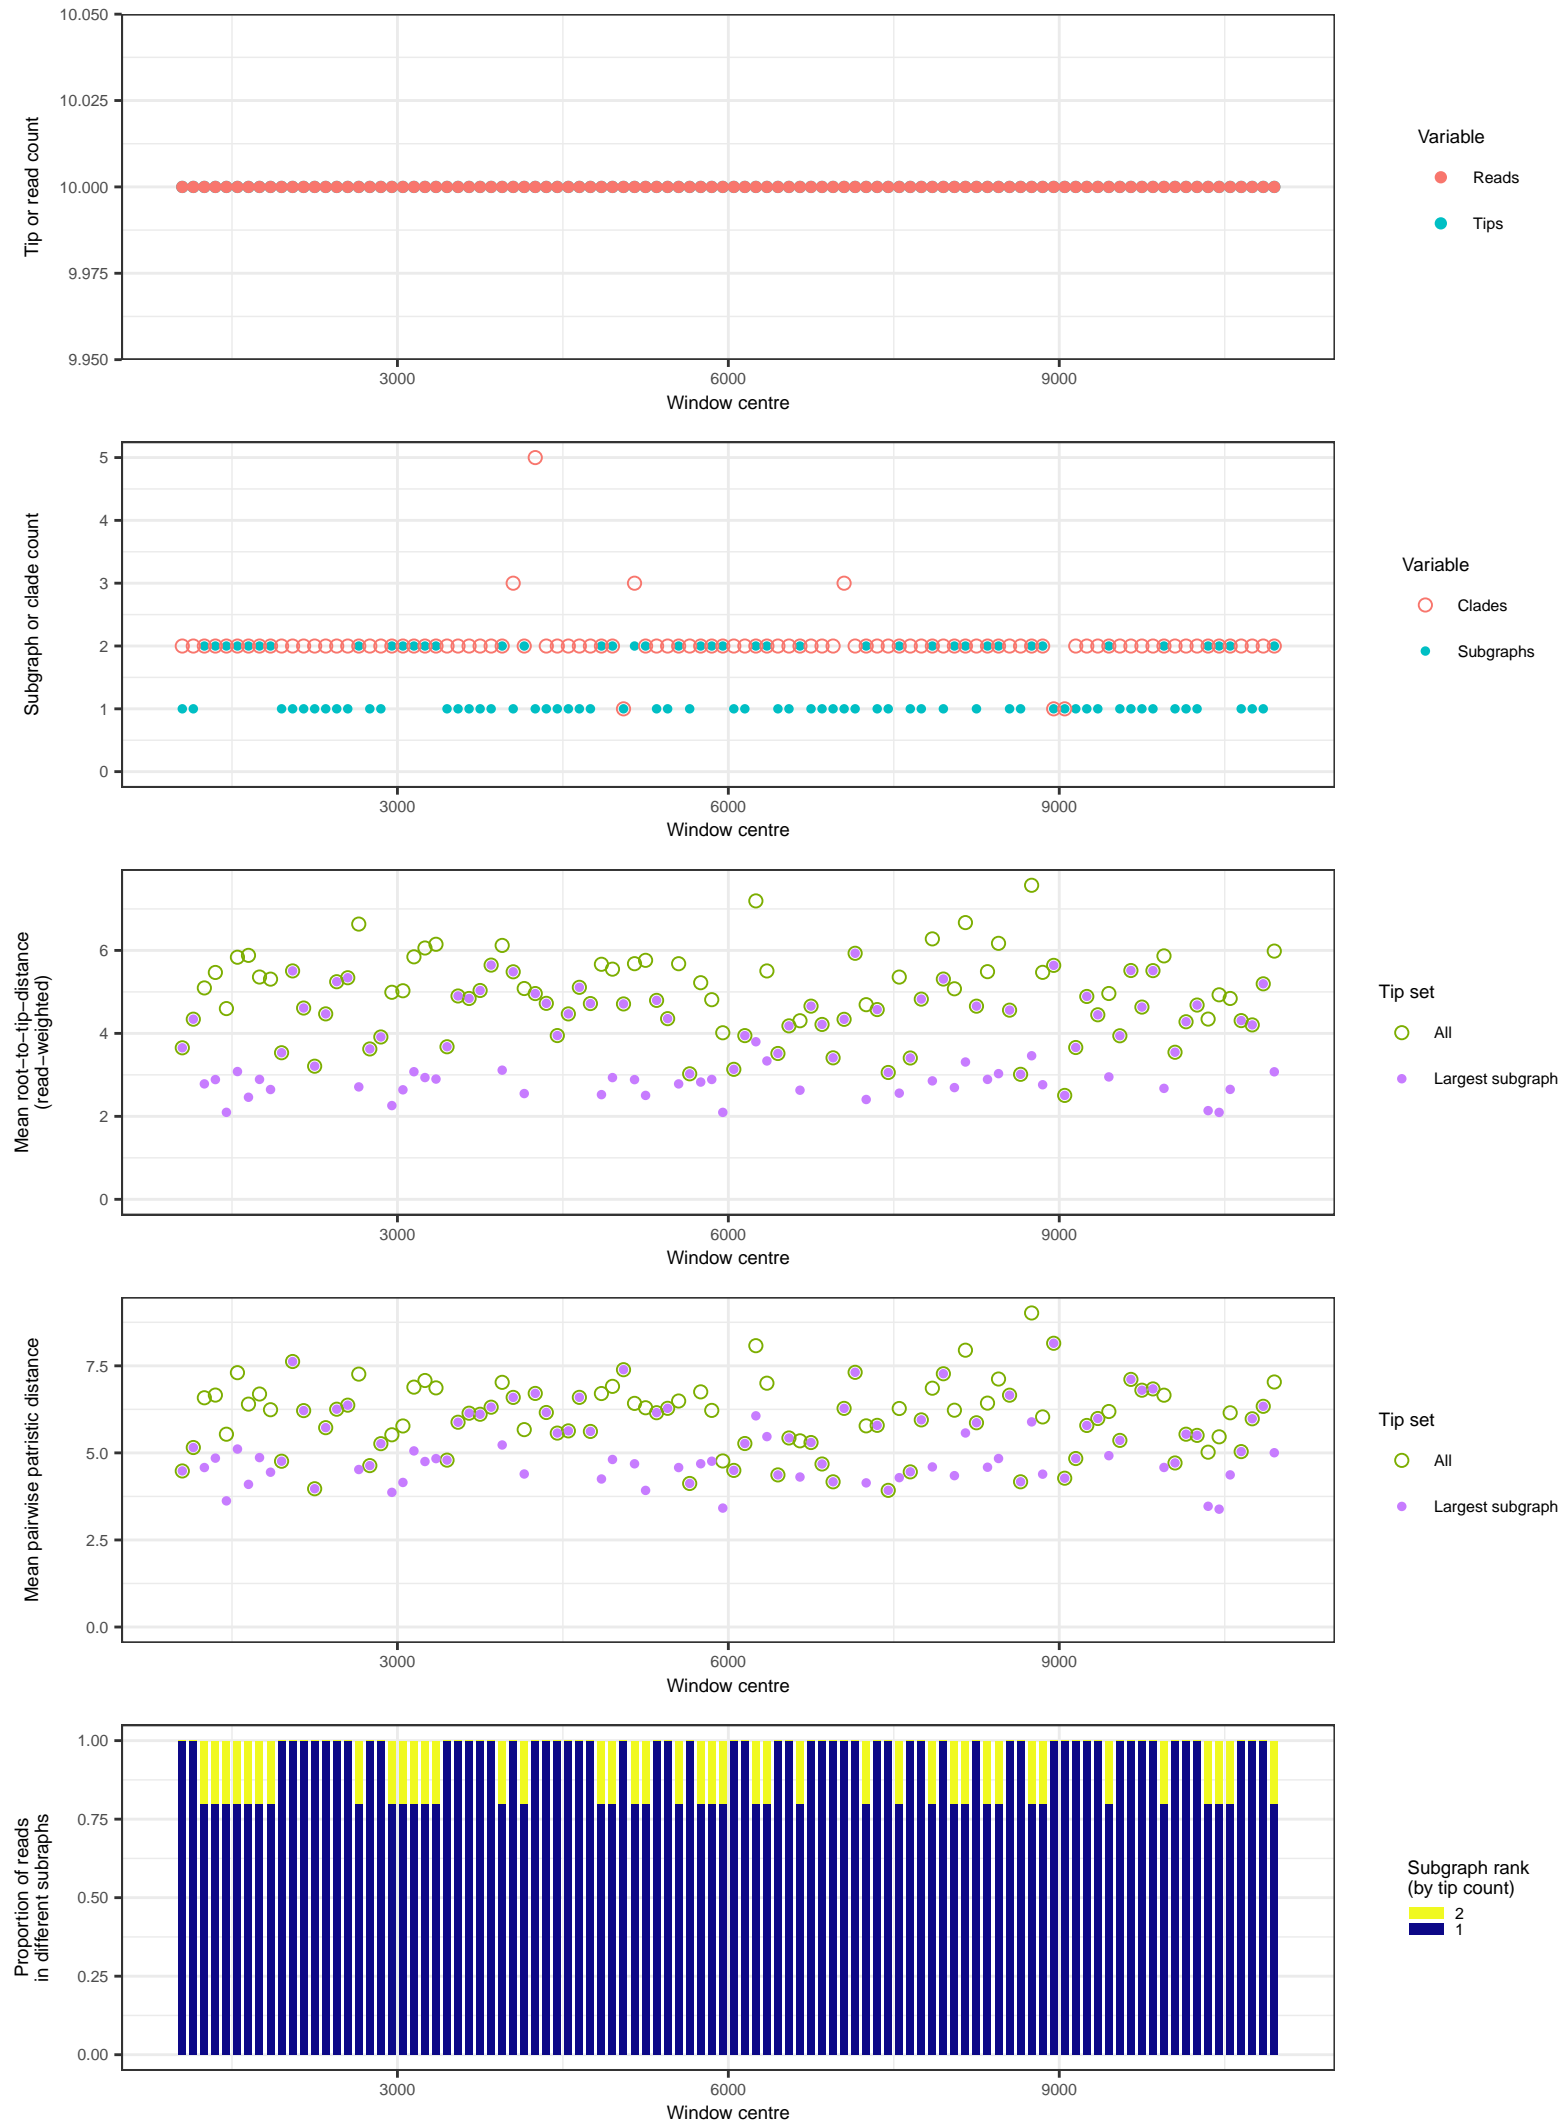 10.050
10.025
10.000
9.975
9.950
Tip or read count
3000
6000
9000
Window centre
Variable
Reads
Tips
5
4
3
2
1
0
Subgraph or clade count
3000
6000
9000
Window centre
Variable
Clades
Subgraphs
6
4
2
0
Mean root−to−tip−distance
(read−weighted)
3000
6000
9000
Window centre
Tip set
All
Largest subgraph
7.5
5.0
2.5
0.0
Mean pairwise patristic distance
3000
6000
9000
Window centre
Tip set
All
Largest subgraph
1.00
0.75
0.50
0.25
0.00
Proportion of reads
in different subraphs
3000
6000
9000
Window centre
Subgraph rank
(by tip count)
2
1